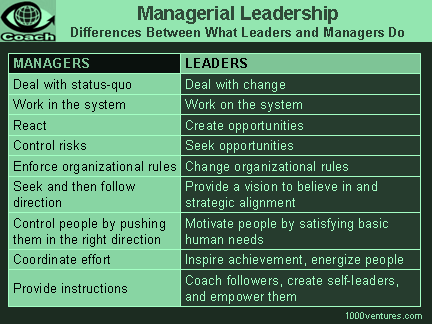 Managerial Leadership
Coach
Differences Between What Leaders and Managers Do
MANAGERS LEADERS
Deal with status-quo Deal with change
Work in the system Work on the system
React Create opportunities
Control risks Seek opportunities
Enforce organizational rules Change organizational rules
Seek and then follow Provide a vision to believe in and
direction strategic alignment
Control people by pushing Motivate people by satisfying basic
them in the right direction human needs
Coordinate effort Inspire achievement, energize people
Provide instructions Coach followers, create self-leaders,
and empower them
1000ventures.com